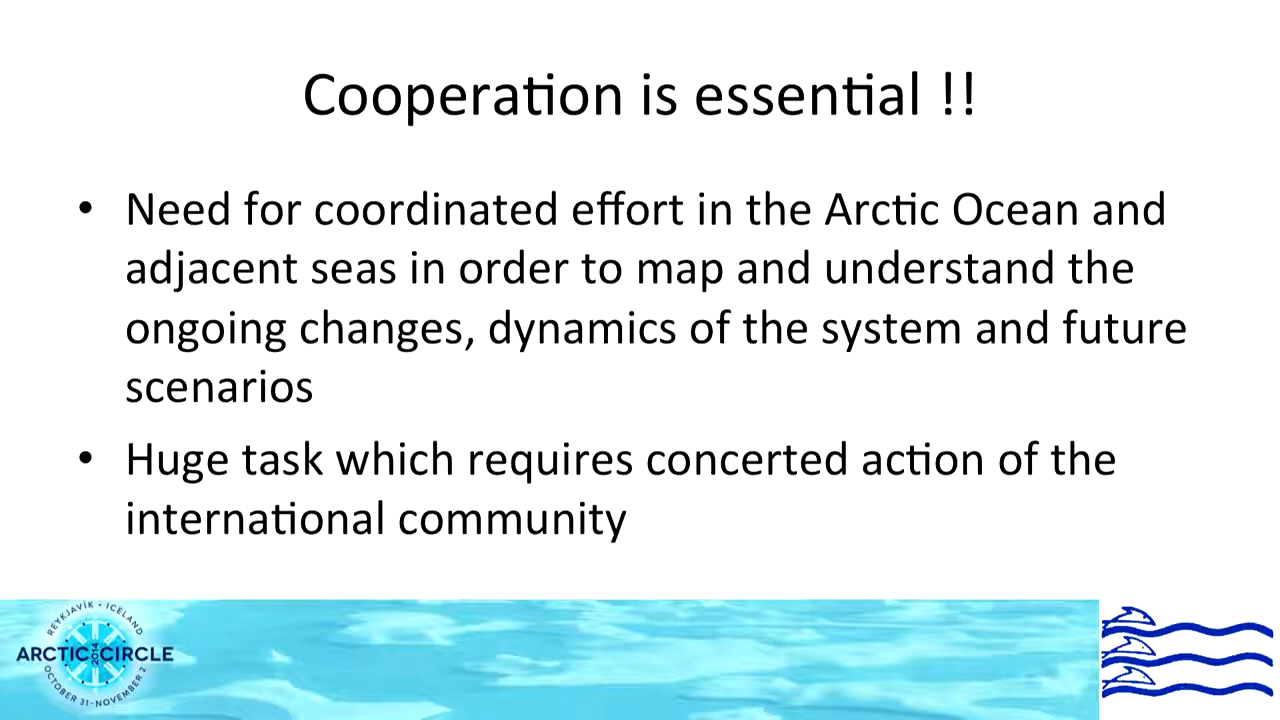 Cooperation is essential !!
• Need for coordinated effort in the Arctic Ocean and
adjacent seas in order to map and understand the
ongoing changes, dynamics of the system and future
scenarios
• Huge task which requires concerted action of the
international community
REYKJAVÍK • ICELAND
ARCTIC CIRCLE
2014
OCTOBER 31–NOVEMBER 2